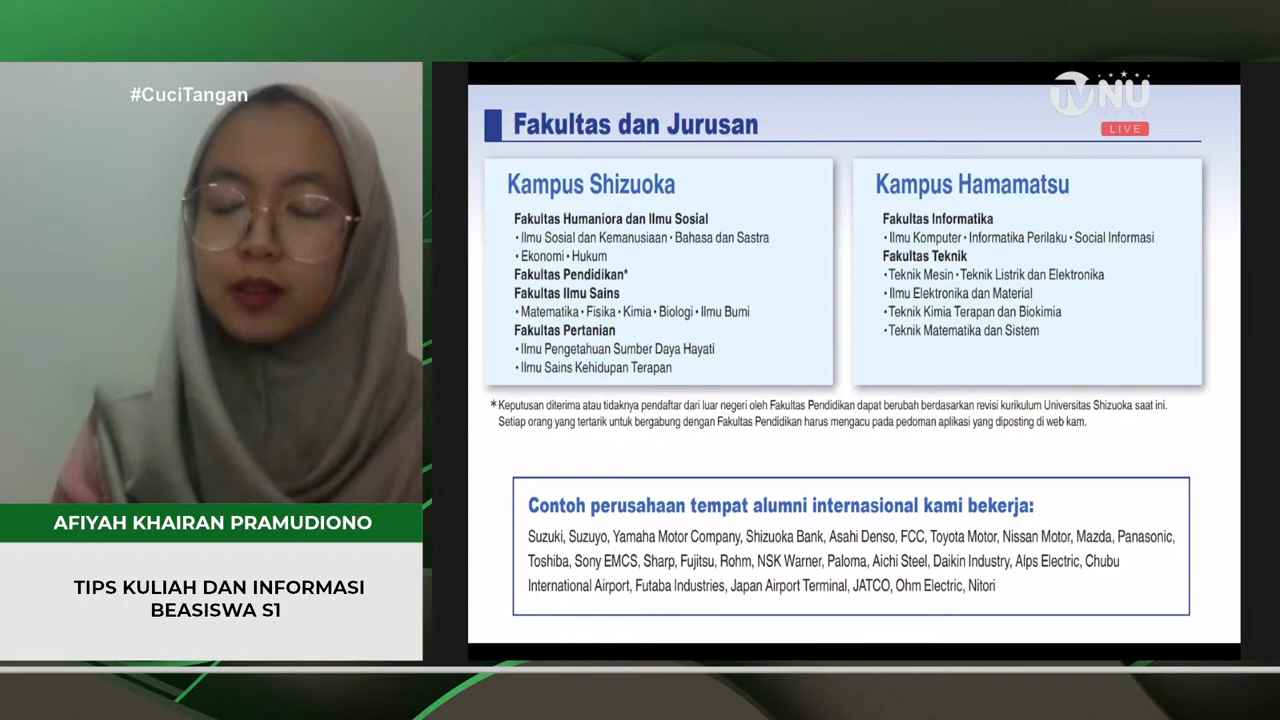 #CuciTangan
AFIYAH KHAIRAN PRAMUDIONO
TIPS KULIAH DAN INFORMASI
BEASISWA S1
TVNU
LIVE
Fakultas dan Jurusan
Kampus Shizuoka
Fakultas Humaniora dan Ilmu Sosial
・Ilmu Sosial dan Kemanusiaan・Bahasa dan Sastra
・Ekonomi・Hukum
Fakultas Pendidikan*
Fakultas Ilmu Sains
・Matematika・Fisika・Kimia・Biologi・Ilmu Bumi
Fakultas Pertanian
・Ilmu Pengetahuan Sumber Daya Hayati
・Ilmu Sains Kehidupan Terapan
Kampus Hamamatsu
Fakultas Informatika
・Ilmu Komputer・Informatika Perilaku・Social Informasi
Fakultas Teknik
・Teknik Mesin・Teknik Listrik dan Elektronika
・Ilmu Elektronika dan Material
・Teknik Kimia Terapan dan Biokimia
・Teknik Matematika dan Sistem
*Keputusan diterima atau tidaknya pendaftar dari luar negeri oleh Fakultas Pendidikan dapat berubah berdasarkan revisi kurikulum Universitas Shizuoka saat ini.
Setiap orang yang tertarik untuk bergabung dengan Fakultas Pendidikan harus mengacu pada pedoman aplikasi yang diposting di web kam.
Contoh perusahaan tempat alumni internasional kami bekerja:
Suzuki, Suzuyo, Yamaha Motor Company, Shizuoka Bank, Asahi Denso, FCC, Toyota Motor, Nissan Motor, Mazda, Panasonic,
Toshiba, Sony EMCS, Sharp, Fujitsu, Rohm, NSK Warner, Paloma, Aichi Steel, Daikin Industry, Alps Electric, Chubu
International Airport, Futaba Industries, Japan Airport Terminal, JATCO, Ohm Electric, Nitori